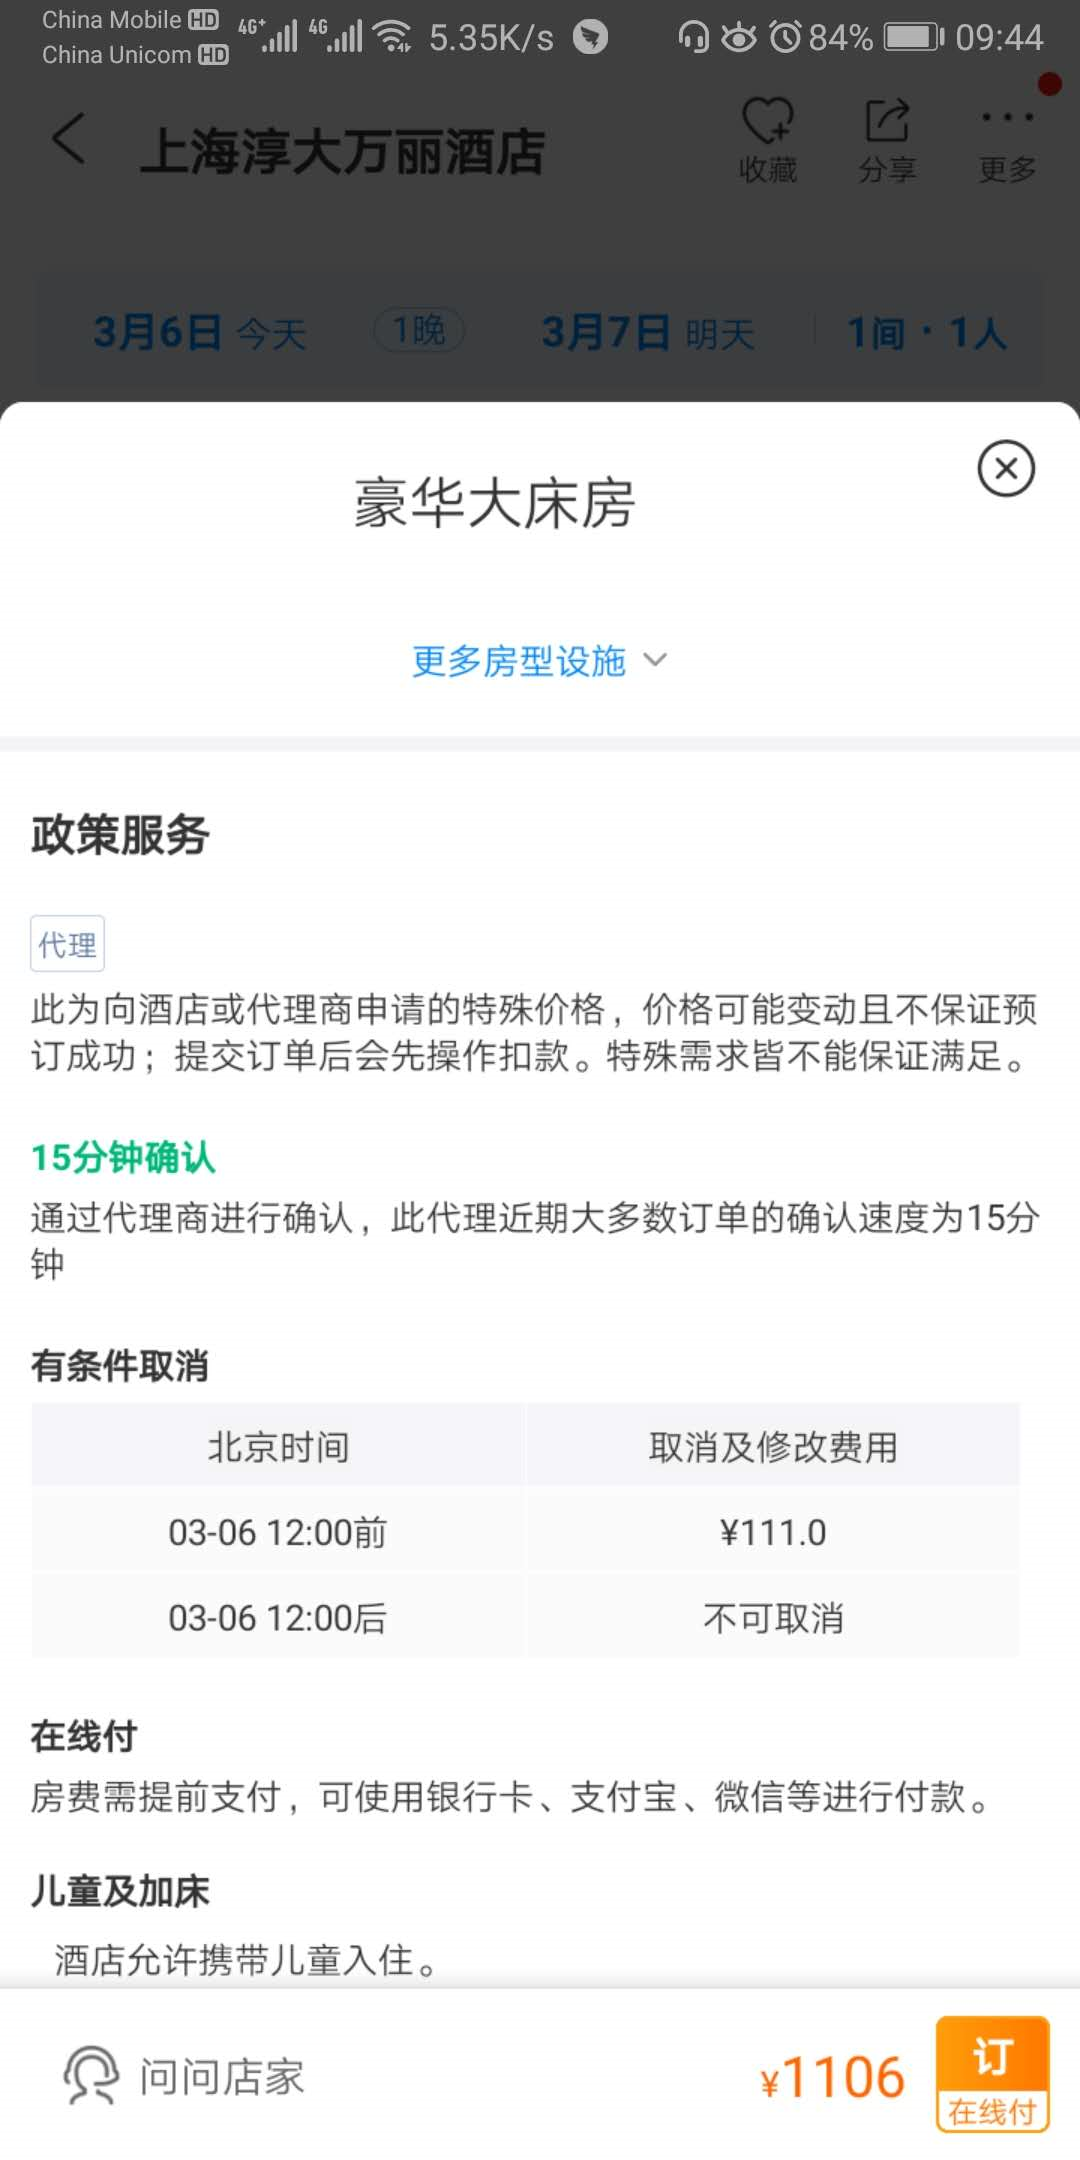 China Mobile HD
China Unicom HD
4G+ 4G 5.35K/s 84% 09:44
上海淳大万丽酒店
收藏 分享 更多
3月6日 今天 1晚 3月7日 明天 1间·1人
豪华大床房
更多房型设施
政策服务
代理
此为向酒店或代理商申请的特殊价格，价格可能变动且不保证预
订成功；提交订单后会先操作扣款。特殊需求皆不能保证满足。
15分钟确认
通过代理商进行确认，此代理近期大多数订单的确认速度为15分
钟
有条件取消
北京时间 取消及修改费用
03-06 12:00前 ¥111.0
03-06 12:00后 不可取消
在线付
房费需提前支付，可使用银行卡、支付宝、微信等进行付款。
儿童及加床
酒店允许携带儿童入住。
问问店家 ¥1106 订
在线付